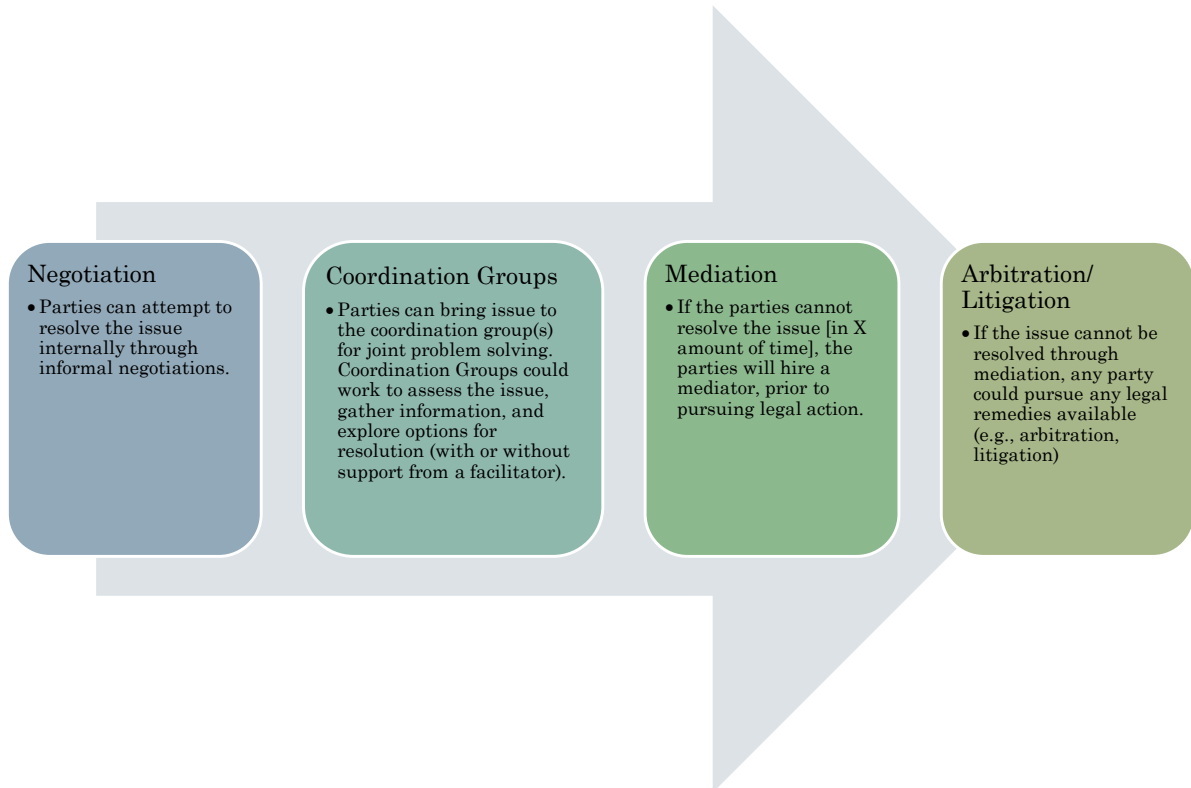 Negotiation
• Parties can attempt to
resolve the issue
internally through
informal negotiations.
Coordination Groups
• Parties can bring issue to
the coordination group(s)
for joint problem solving.
Coordination Groups could
work to assess the issue,
gather information, and
explore options for
resolution (with or without
support from a facilitator).
Mediation
• If the parties cannot
resolve the issue [in X
amount of time], the
parties will hire a
mediator, prior to
pursuing legal action.
Arbitration/
Litigation
• If the issue cannot be
resolved through
mediation, any party
could pursue any legal
remedies available
(e.g., arbitration,
litigation)